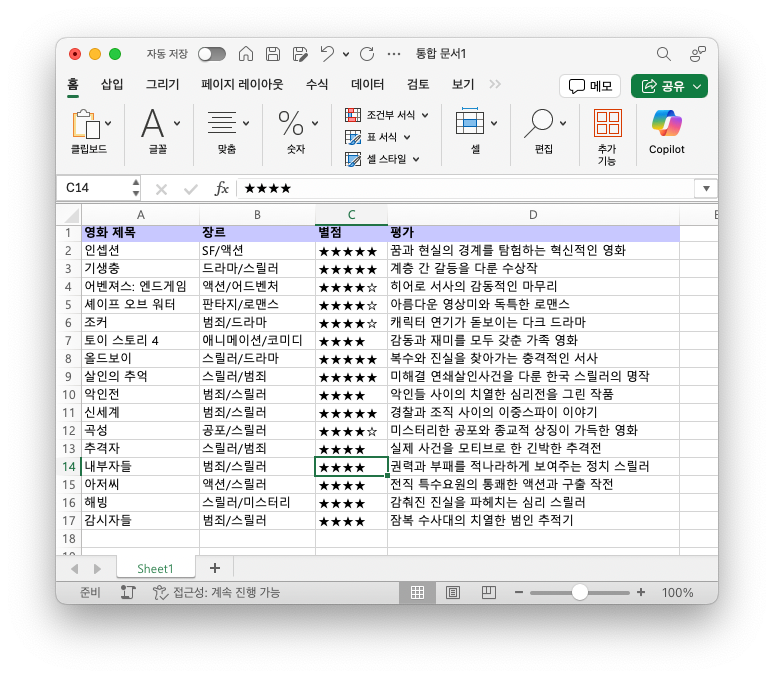 자동 저장 통합 문서1
홈 삽입 그리기 페이지 레이아웃 수식 데이터 검토 보기 메모 공유
클립보드 글꼴 맞춤 숫자 조건부 서식 표 서식 셀 스타일 셀 편집 추가 기능 Copilot
C14 fx ★★★★
A B C D
1 영화 제목 장르 별점 평가
2 인셉션 SF/액션 ★★★★★ 꿈과 현실의 경계를 탐험하는 혁신적인 영화
3 기생충 드라마/스릴러 ★★★★★ 계층 간 갈등을 다룬 수상작
4 어벤져스: 엔드게임 액션/어드벤처 ★★★★☆ 히어로 서사의 감동적인 마무리
5 셰이프 오브 워터 판타지/로맨스 ★★★★☆ 아름다운 영상미와 독특한 로맨스
6 조커 범죄/드라마 ★★★★☆ 캐릭터 연기가 돋보이는 다크 드라마
7 토이 스토리 4 애니메이션/코미디 ★★★★ 감동과 재미를 모두 갖춘 가족 영화
8 올드보이 스릴러/드라마 ★★★★★ 복수와 진실을 찾아가는 충격적인 서사
9 살인의 추억 스릴러/범죄 ★★★★★ 미해결 연쇄살인사건을 다룬 한국 스릴러의 명작
10 악인전 범죄/스릴러 ★★★★ 악인들 사이의 치열한 심리전을 그린 작품
11 신세계 범죄/스릴러 ★★★★★ 경찰과 조직 사이의 이중스파이 이야기
12 곡성 공포/스릴러 ★★★★☆ 미스터리한 공포와 종교적 상징이 가득한 영화
13 추격자 스릴러/범죄 ★★★★ 실제 사건을 모티브로 한 긴박한 추격전
14 내부자들 범죄/스릴러 ★★★★ 권력과 부패를 적나라하게 보여주는 정치 스릴러
15 아저씨 액션/스릴러 ★★★★ 전직 특수요원의 통쾌한 액션과 구출 작전
16 해빙 스릴러/미스터리 ★★★★ 감춰진 진실을 파헤치는 심리 스릴러
17 감시자들 범죄/스릴러 ★★★★ 잠복 수사대의 치열한 범인 추적기
18
Sheet1
준비 접근성: 계속 진행 가능 100%